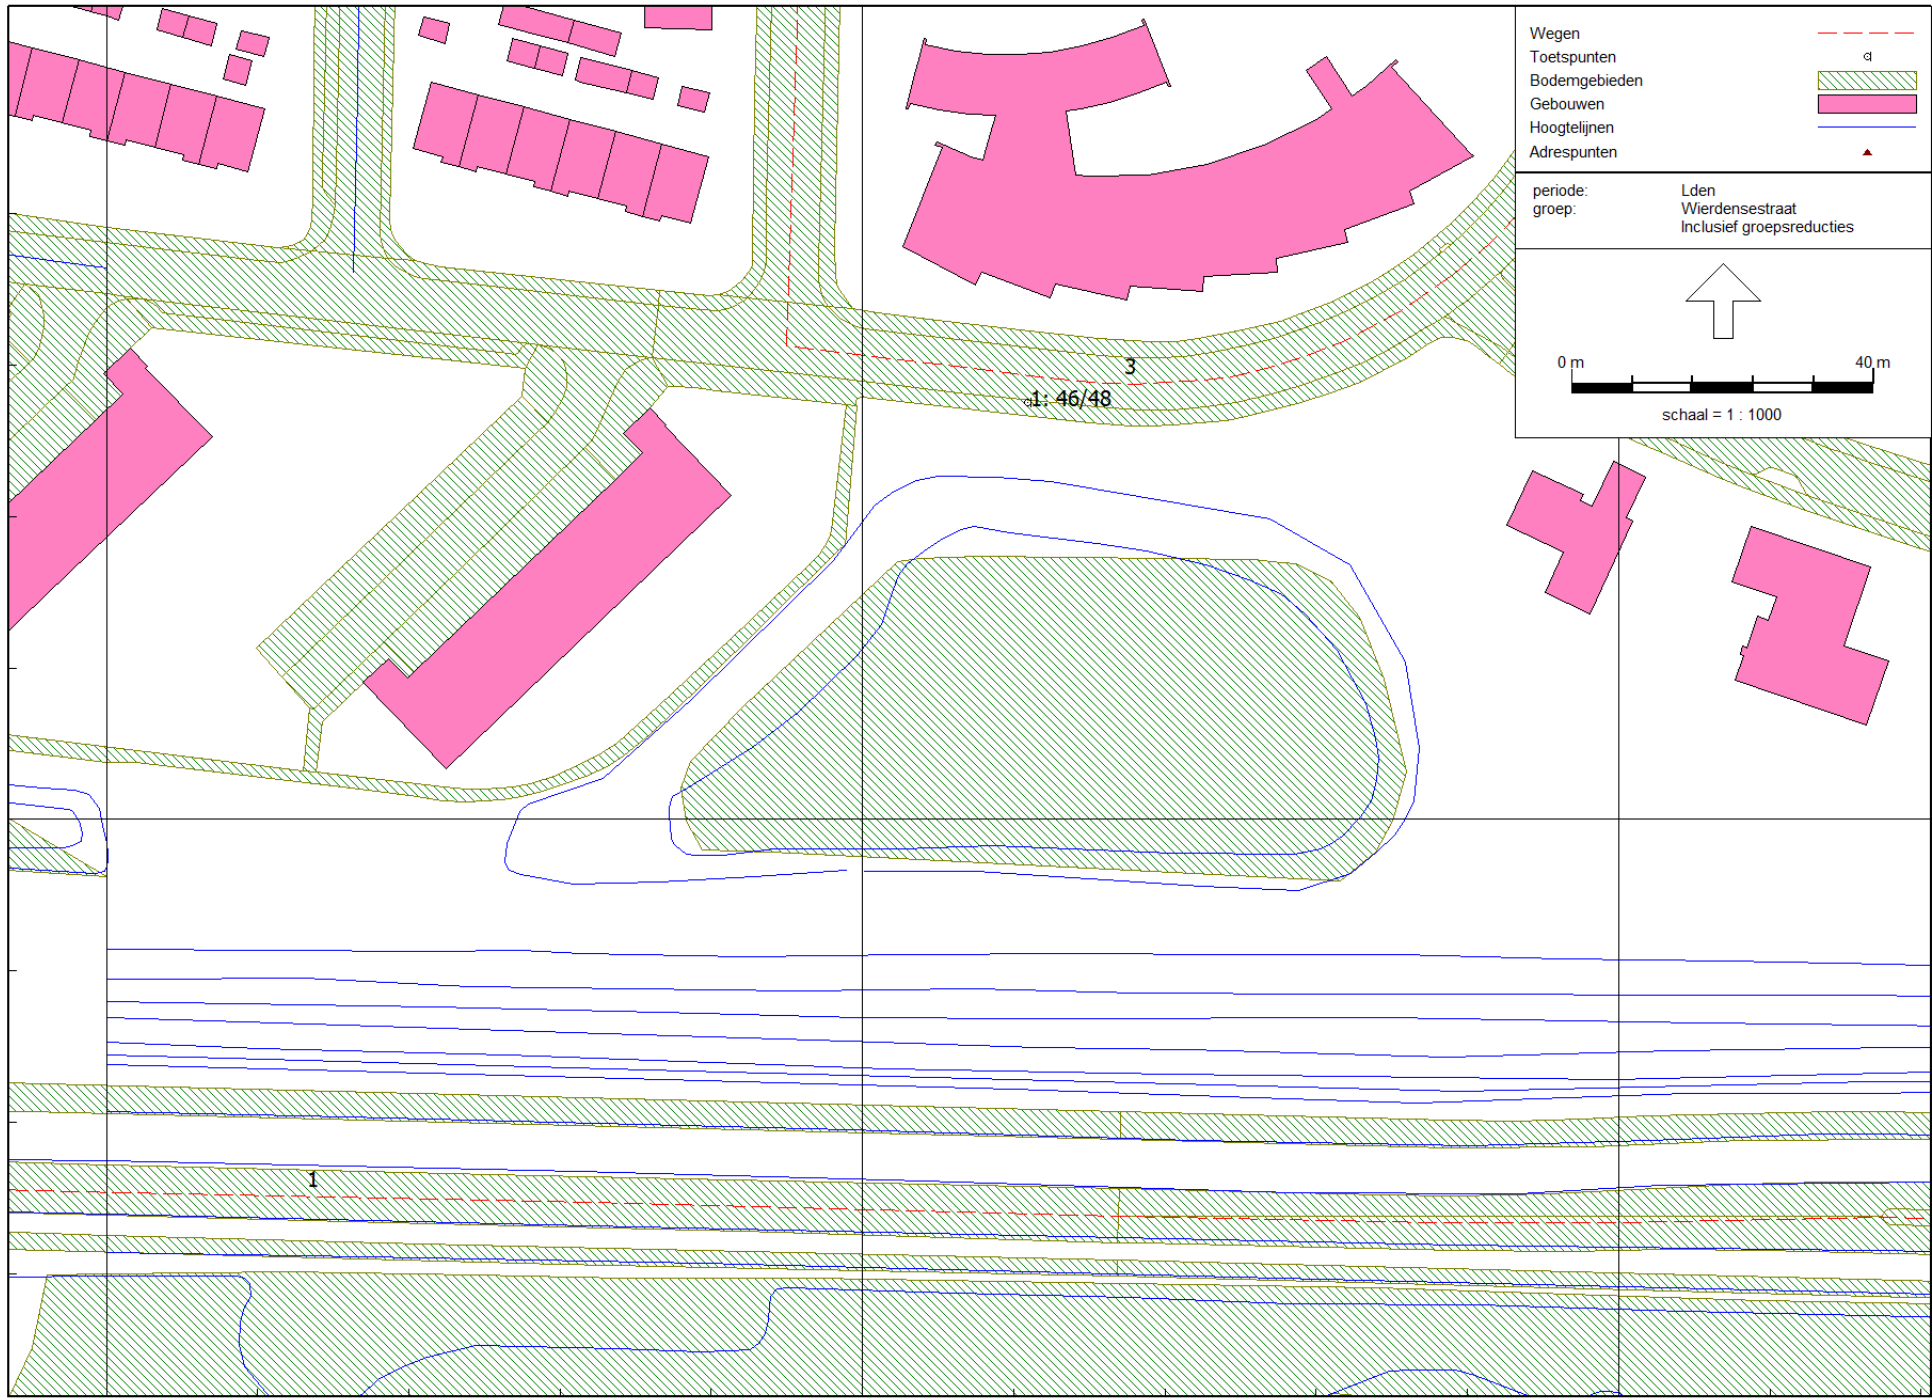 Wegen
Toetspunten
Bodemgebieden
Gebouwen
Hoogtelijnen
Adrespunten
periode: Lden
groep: Wierdensestraat
Inclusief groepsreducties
0 m 40 m
schaal = 1 : 1000
3
1: 46/48
1